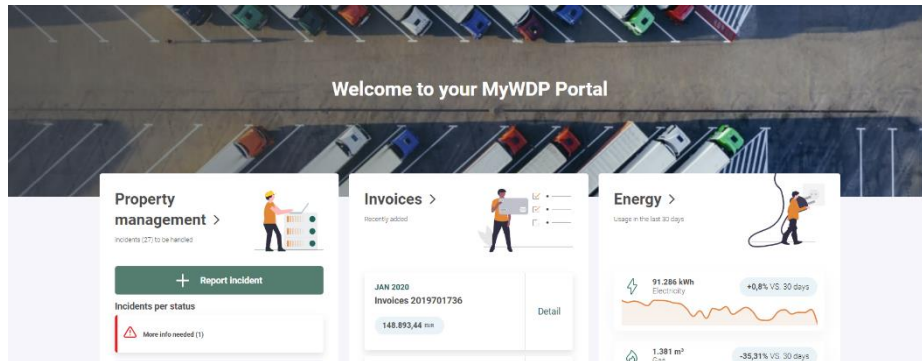 Welcome to your MyWDP Portal
Property
management >
Incidents (27) to be handled
+ Report Incident
Incidents per status
More info needed (1)
Invoices >
Recently added
JAN 2020
Invoices 2019701736
148.893,44 EUR
Detail
Energy >
Usage in the last 30 days
91.286 kWh
Electricity
+0,8% VS. 30 days
1.381 m³
Gas
-35,31% VS. 30 days